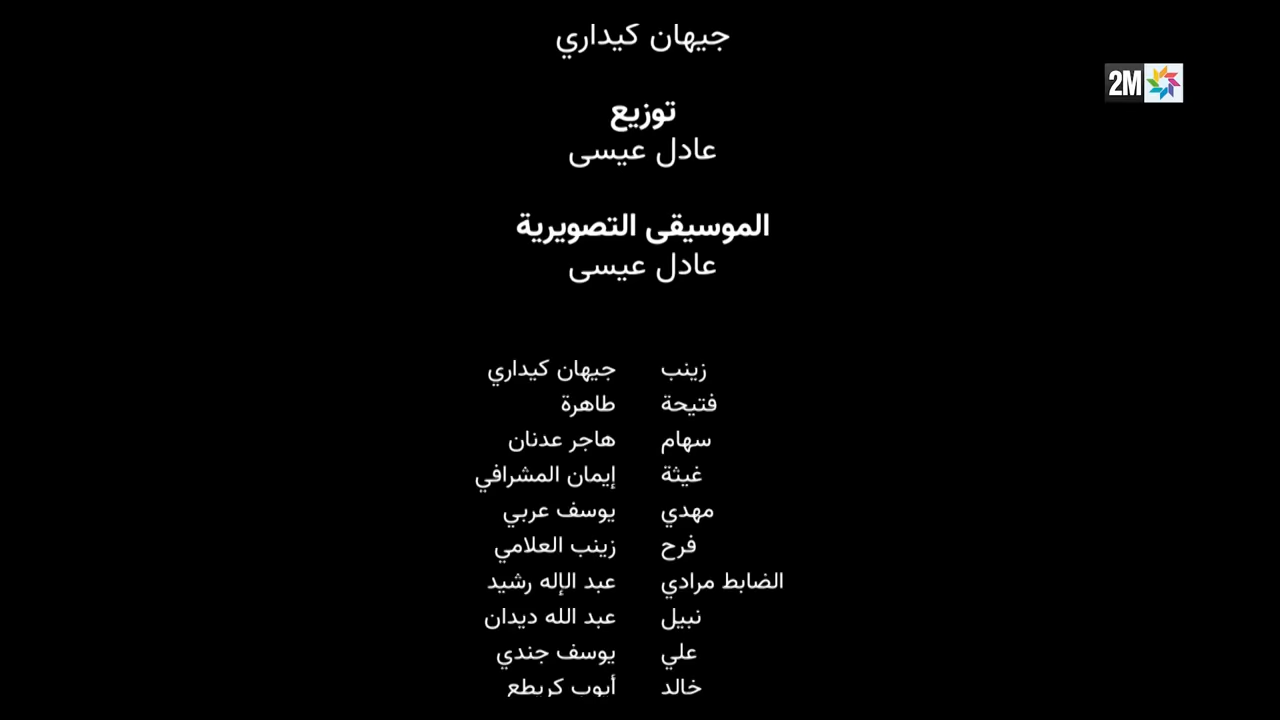 جيهان كيداري
2M
توزيع
عادل عيسى
الموسيقى التصويرية
عادل عيسى
زينب جيهان كيداري
فتيحة طاهرة
سهام هاجر عدنان
غيثة إيمان المشرافي
مهدي يوسف عربي
فرح زينب العلامي
الضابط مرادي عبد الإله رشيد
نبيل عبد الله ديدان
علي يوسف جندي
خالد أيوب كريطع